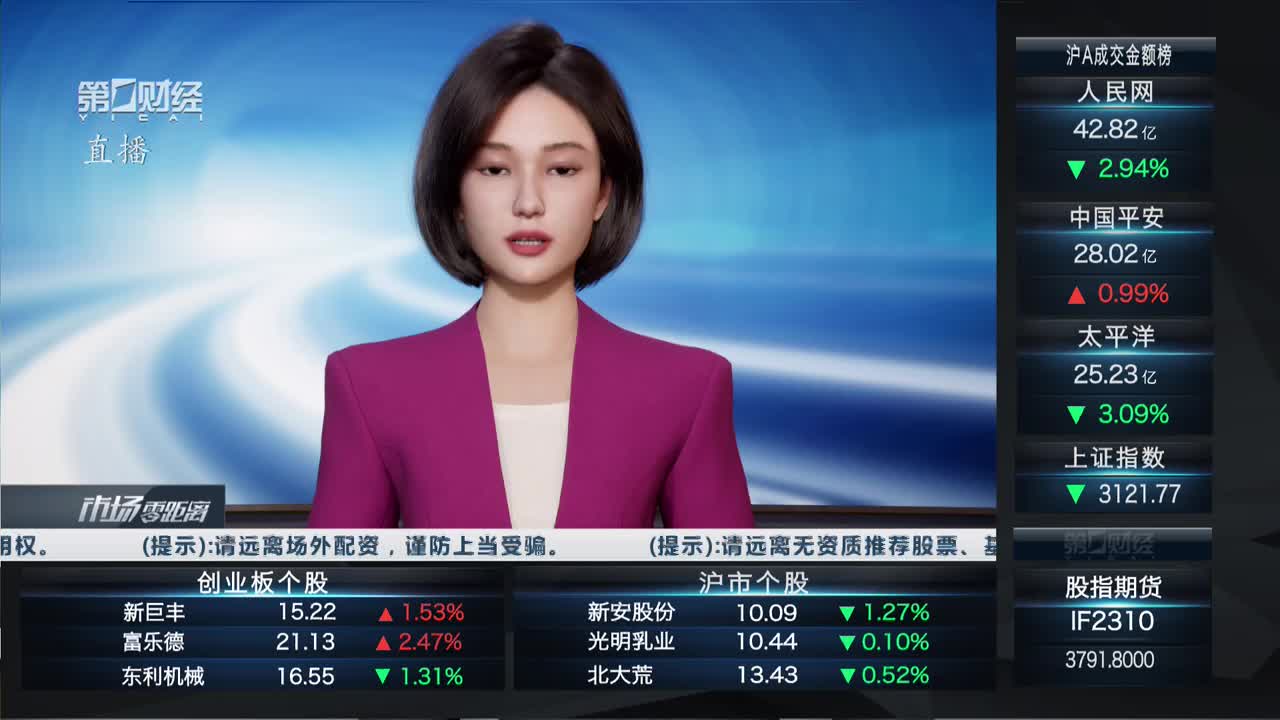 第一财经
YICAI
直播
市场零距离
期权。 (提示):请远离场外配资，谨防上当受骗。 (提示):请远离无资质推荐股票、基
创业板个股
新巨丰 15.22 ▲ 1.53%
富乐德 21.13 ▲ 2.47%
东利机械 16.55 ▼ 1.31%
沪市个股
新安股份 10.09 ▼ 1.27%
光明乳业 10.44 ▼ 0.10%
北大荒 13.43 ▼ 0.52%
沪A成交金额榜
人民网
42.82亿
▼ 2.94%
中国平安
28.02亿
▲ 0.99%
太平洋
25.23亿
▼ 3.09%
上证指数
▼ 3121.77
第一财经
股指期货
IF2310
3791.8000